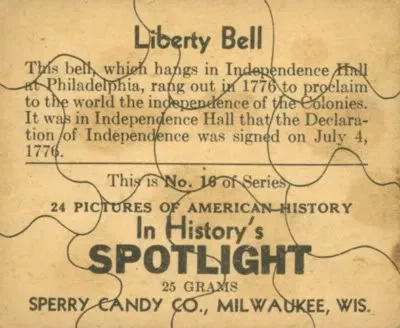 Liberty Bell
This bell, which hangs in Independence Hall
at Philadelphia, rang out in 1776 to proclaim
to the world the independence of the Colonies.
It was in Independence Hall that the Declara-
tion of Independence was signed on July 4,
1776.
This is No. 16 of Series
24 PICTURES OF AMERICAN HISTORY
In History's
SPOTLIGHT
25 GRAMS
SPERRY CANDY CO., MILWAUKEE, WIS.